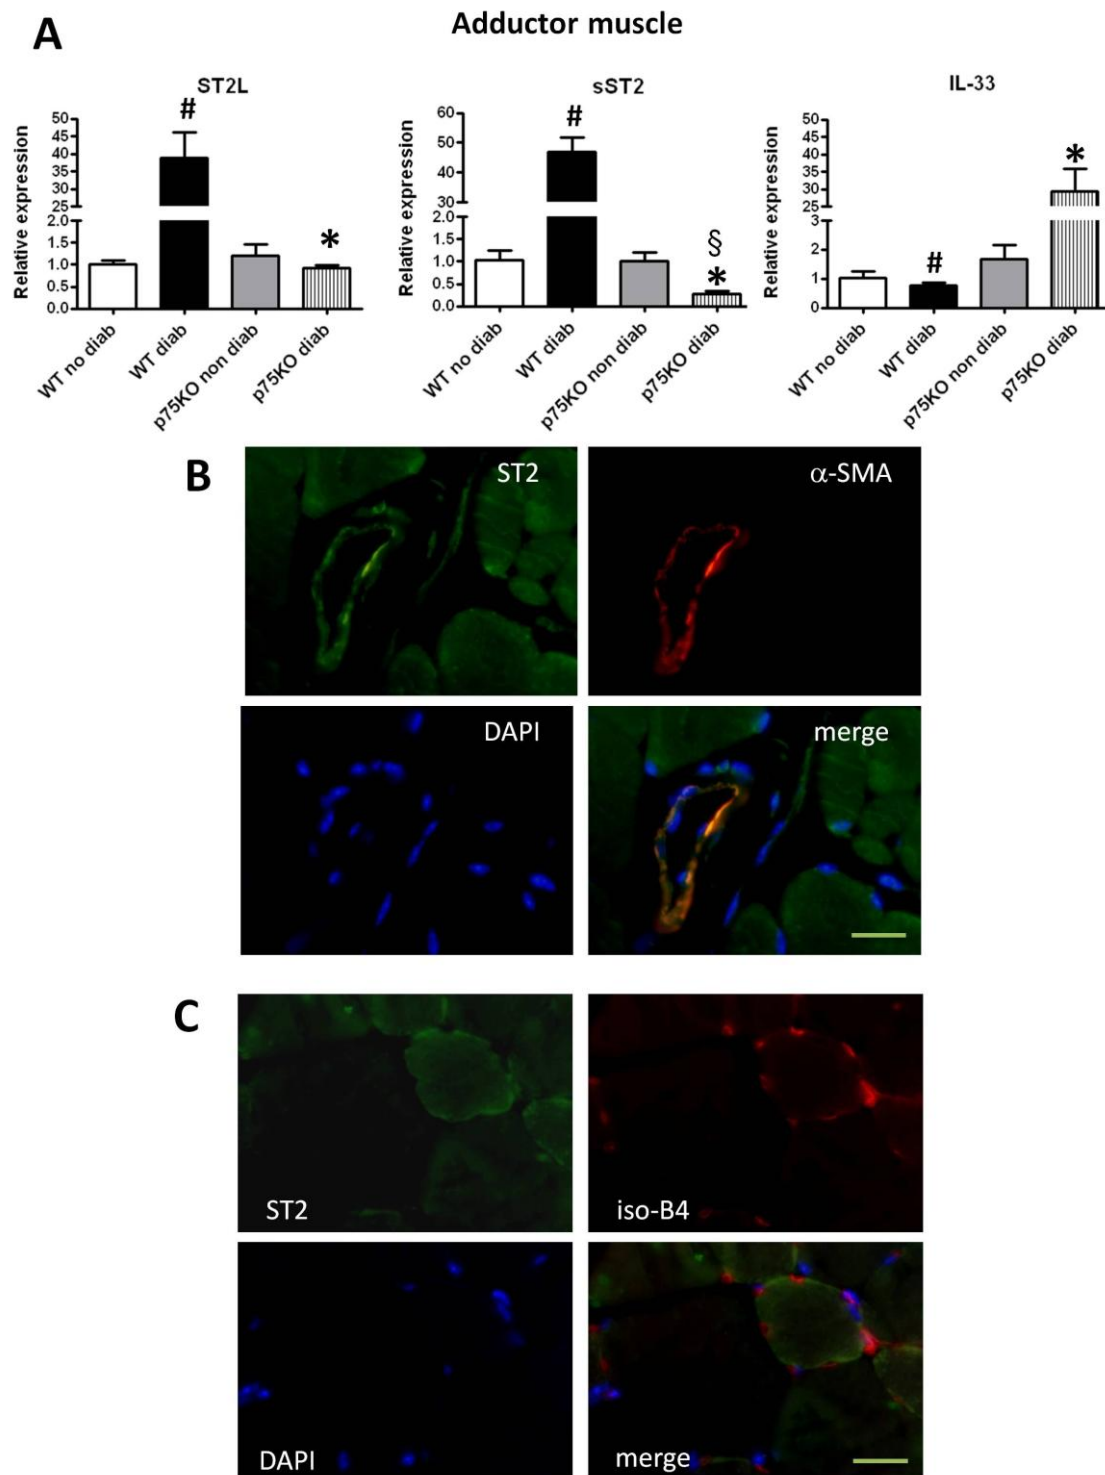 Adductor muscle
A
ST2L
#
50
45
40
35
30
25
2.0
1.5
1.0
0.5
0.0
Relative expression
*
WT no diab
WT diab
p75KO non diab
p75KO diab
sST2
#
60
50
40
30
2.0
1.5
1.0
0.5
0.0
Relative expression
§
*
WT no diab
WT diab
p75KO non diab
p75KO diab
IL-33
50
45
40
35
30
25
3
2
1
0
Relative expression
#
*
WT no diab
WT diab
p75KO non diab
p75KO diab
B
ST2
α-SMA
DAPI
merge
C
ST2
iso-B4
DAPI
merge